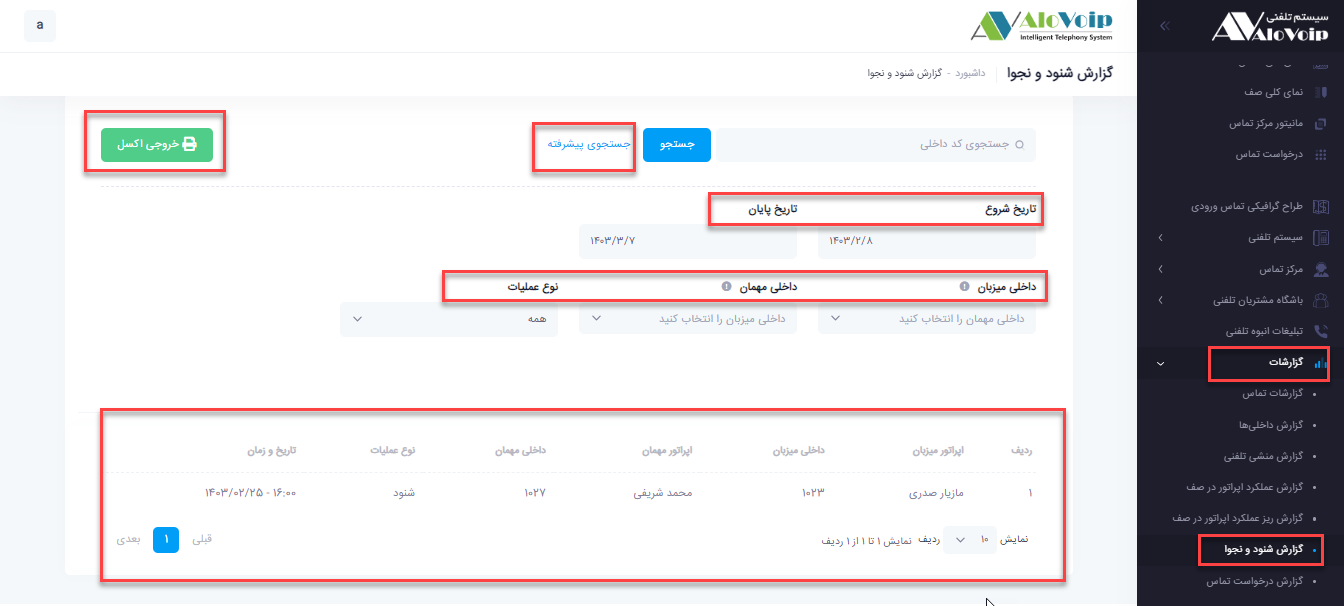 سیستم تلفنی
AloVoip
AloVoip
Intelligent Telephony System
a
گزارش شنود و نجوا
داشبورد - گزارش شنود و نجوا
نمای کلی صف
مانیتور مرکز تماس
درخواست تماس
طراح گرافیکی تماس ورودی
سیستم تلفنی
مرکز تماس
باشگاه مشتریان تلفنی
تبلیغات انبوه تلفنی
گزارشات
گزارشات تماس
گزارش داخلی‌ها
گزارش منشی تلفنی
گزارش عملکرد اپراتور در صف
گزارش ریز عملکرد اپراتور در صف
گزارش شنود و نجوا
گزارش درخواست تماس
جستجوی کد داخلی
جستجو
جستجوی پیشرفته
خروجی اکسل
تاریخ شروع
تاریخ پایان
۱۴۰۳/۲/۸
۱۴۰۳/۳/۷
داخلی میزبان
داخلی مهمان
نوع عملیات
داخلی مهمان را انتخاب کنید
داخلی میزبان را انتخاب کنید
همه
ردیف اپراتور میزبان داخلی میزبان اپراتور مهمان داخلی مهمان نوع عملیات تاریخ و زمان
۱ مازیار صدری ۱۰۲۳ محمد شریفی ۱۰۲۷ شنود ۱۶:۰۰ - ۱۴۰۳/۰۲/۲۵
نمایش ۱۰ ردیف نمایش ۱ تا ۱ از ۱ ردیف
قبلی ۱ بعدی